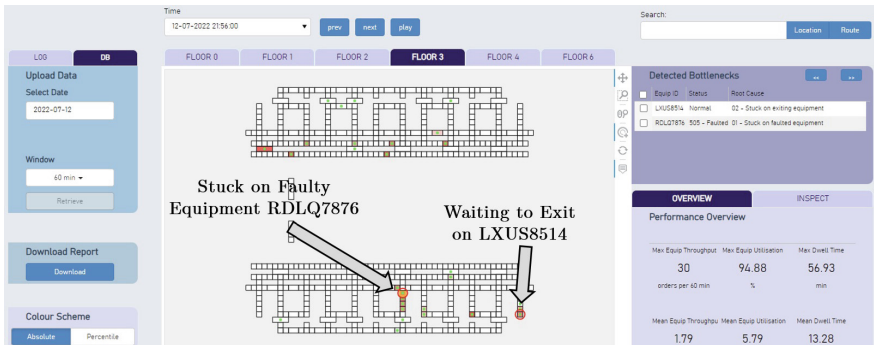 Time
12-07-2022 21:56:00
prev next play
Search:
Location Route
LOG DB
FLOOR 0 FLOOR 1 FLOOR 2 FLOOR 3 FLOOR 4 FLOOR 6
Upload Data
Select Date
2022-07-12
Window
60 min
Retrieve
Download Report
Download
Colour Scheme
Absolute Percentile
Stuck on Faulty
Equipment RDLQ7876
Waiting to Exit
on LXUS8514
Detected Bottlenecks
Equip ID Status Root Cause
LXUS8514 Normal 02 - Stuck on exiting equipment
RDLQ7876 505 - Faulted 01 - Stuck on faulted equipment
OVERVIEW INSPECT
Performance Overview
Max Equip Throughput Max Equip Utilisation Max Dwell Time
30 94.88 56.93
orders per 60 min % min
Mean Equip Throughpu Mean Equip Utilisation Mean Dwell Time
1.79 5.79 13.28